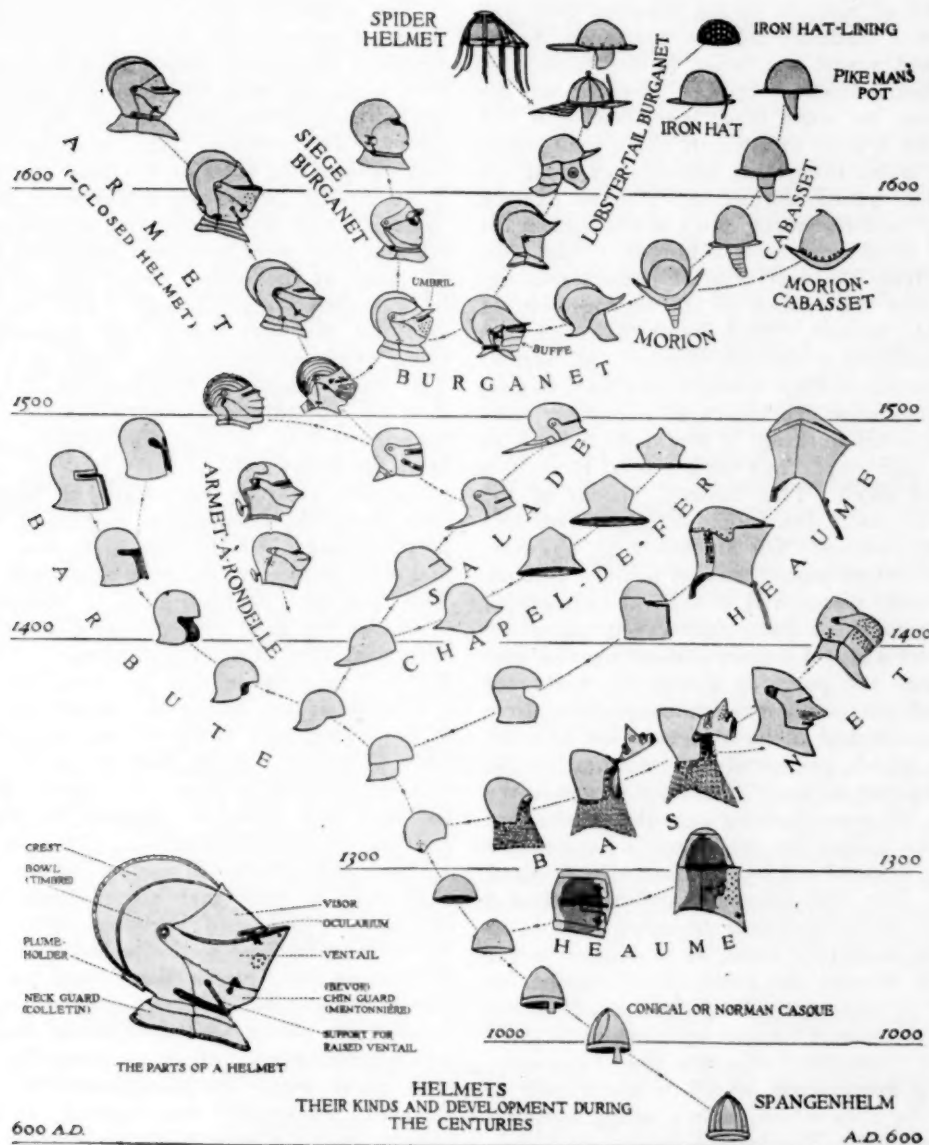 SPIDER
HELMET
IRON HAT-LINING
PIKEMAN'S
POT
IRON HAT
LOBSTER-TAIL BURGANET
SIEGE
BURGANET
ARMET
(=CLOSED HELMET)
1600
1600
CABASSET
UMBRIL
MORION-
CABASSET
MORION
BUFFE
BURGANET
1500
1500
BARBUTE
ARMET-À-RONDELLE
SALADE
CHAPEL-DE-FER
HEAUME
1400
1400
BASINET
1300
1300
CREST
BOWL
(TIMBRE)
VISOR
OCULARIUM
PLUME-
HOLDER
VENTAIL
HEAUME
(BEVOR)
CHIN GUARD
(MENTONNIÈRE)
NECK GUARD
(COLLETIN)
CONICAL OR NORMAN CASQUE
SUPPORT FOR
RAISED VENTAIL
1000
1000
THE PARTS OF A HELMET
HELMETS
THEIR KINDS AND DEVELOPMENT DURING
THE CENTURIES
SPANGENHELM
600 A.D.
A.D. 600